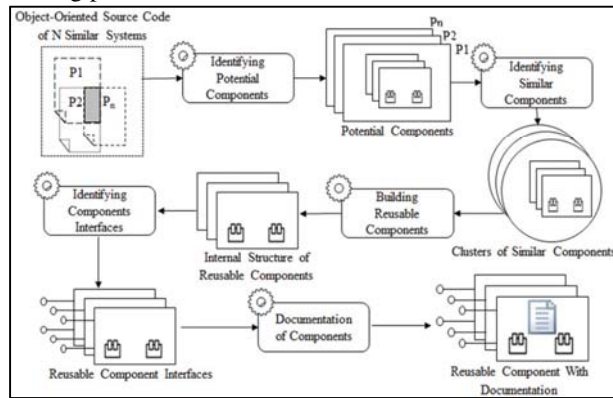 Object-Oriented Source Code
of N Similar Systems
P1
P2
Pn
Identifying
Potential
Components
Pn
P2
P1
Potential Components
Identifying
Similar
Components
Identifying
Components
Interfaces
Internal Structure of
Reusable Components
Building
Reusable
Components
Clusters of Similar Components
Reusable Component Interfaces
Documentation
of Components
Reusable Component With
Documentation